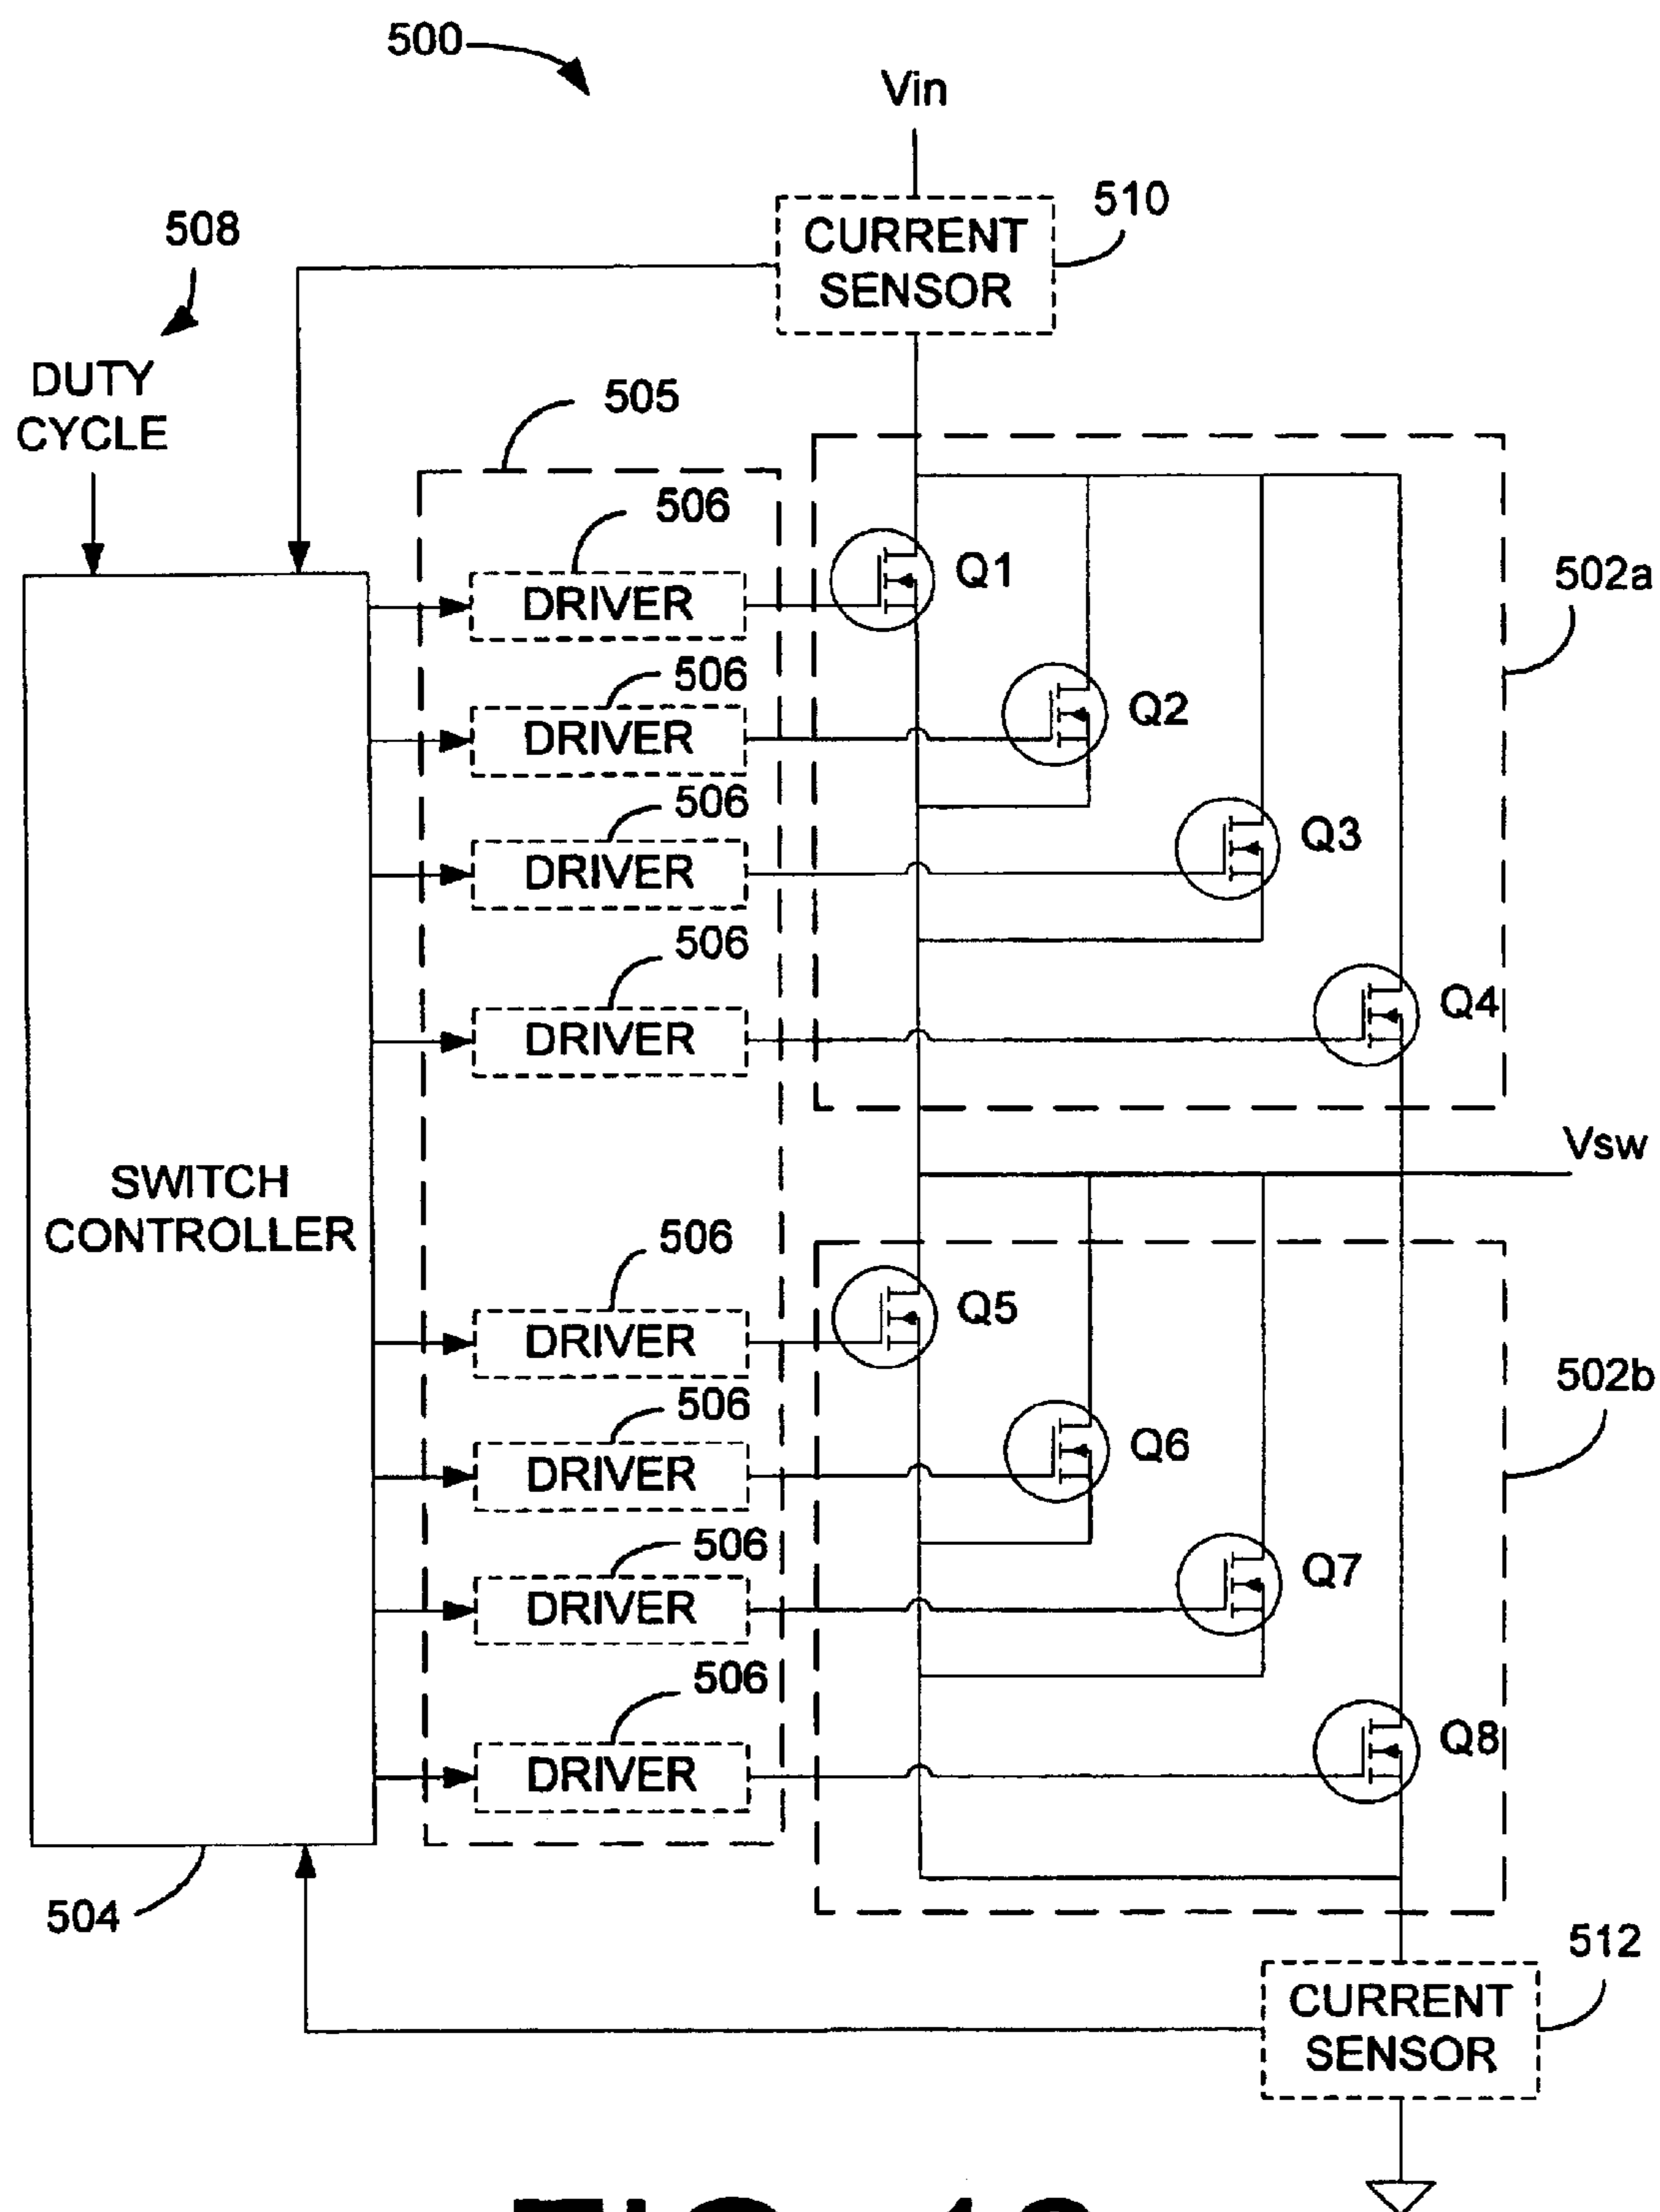 500
Vin
508
CURRENT
SENSOR
510
DUTY
CYCLE
505
506
DRIVER
Q1
502a
506
DRIVER
Q2
506
DRIVER
Q3
506
DRIVER
Q4
Vsw
SWITCH
CONTROLLER
506
DRIVER
Q5
502b
506
DRIVER
Q6
506
DRIVER
Q7
506
DRIVER
Q8
504
512
CURRENT
SENSOR